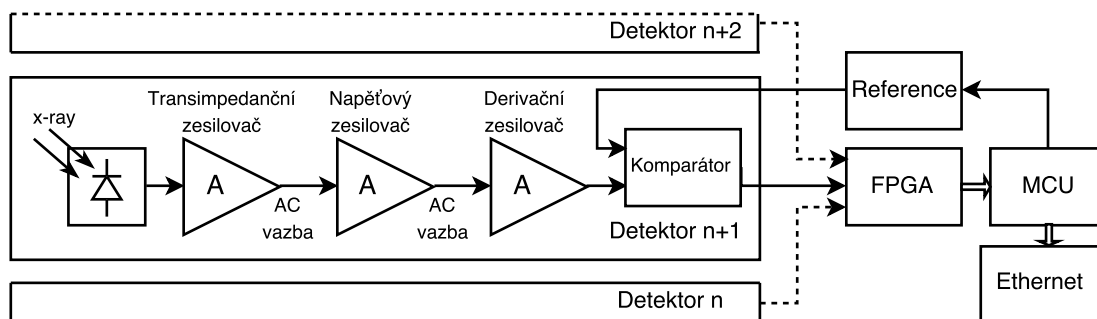 Detektor n+2
Transimpedanční
zesilovač
Napěťový
zesilovač
Derivační
zesilovač
Reference
x-ray
Komparátor
A
A
A
FPGA
MCU
AC
vazba
AC
vazba
Detektor n+1
Ethernet
Detektor n